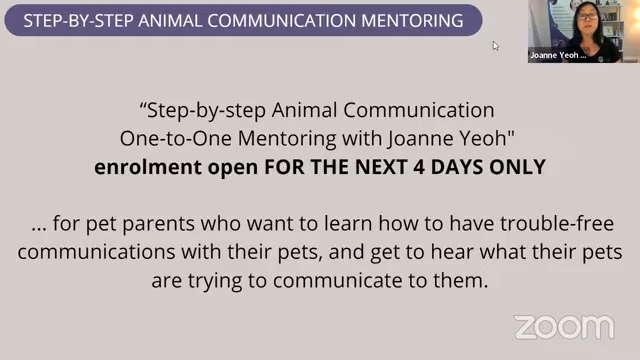 STEP-BY-STEP ANIMAL COMMUNICATION MENTORING
Joanne Yeoh ...
“Step-by-step Animal Communication
One-to-One Mentoring with Joanne Yeoh"
enrolment open FOR THE NEXT 4 DAYS ONLY
... for pet parents who want to learn how to have trouble-free
communications with their pets, and get to hear what their pets
are trying to communicate to them.
zoom